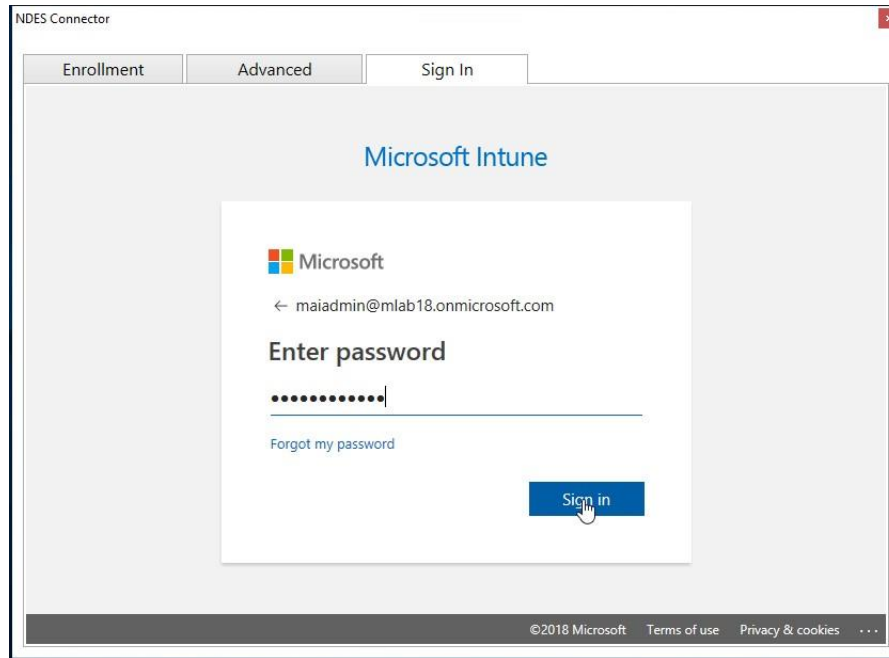 NDES Connector
Enrollment
Advanced
Sign In
Microsoft Intune
Microsoft
← maiadmin@mlab18.onmicrosoft.com
Enter password
••••••••••••
Forgot my password
Sign in
©2018 Microsoft Terms of use Privacy & cookies ...